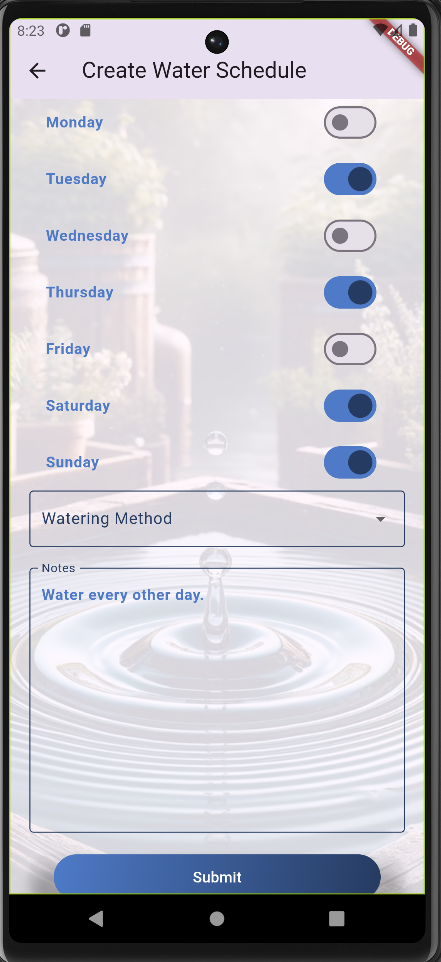 8:23
DEBUG
Create Water Schedule
Monday
Tuesday
Wednesday
Thursday
Friday
Saturday
Sunday
Watering Method
Notes
Water every other day.
Submit